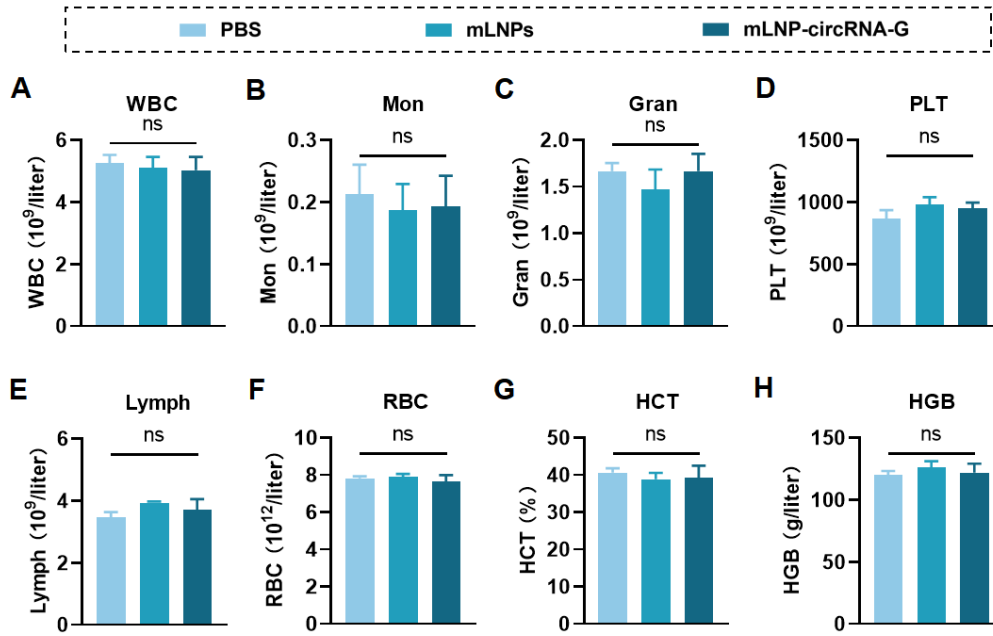 PBS mLNPs mLNP-circRNA-G
A WBC
ns
WBC (10⁹/liter)
6
4
2
0
B Mon
ns
Mon (10⁹/liter)
0.3
0.2
0.1
0.0
C Gran
ns
Gran (10⁹/liter)
2.0
1.5
1.0
0.5
0.0
D PLT
ns
PLT (10⁹/liter)
1500
1000
500
0
E Lymph
ns
Lymph (10⁹/liter)
6
4
2
0
F RBC
ns
RBC (10¹²/liter)
10
8
6
4
2
0
G HCT
ns
HCT (%)
50
40
30
20
10
0
H HGB
ns
HGB (g/liter)
150
100
50
0